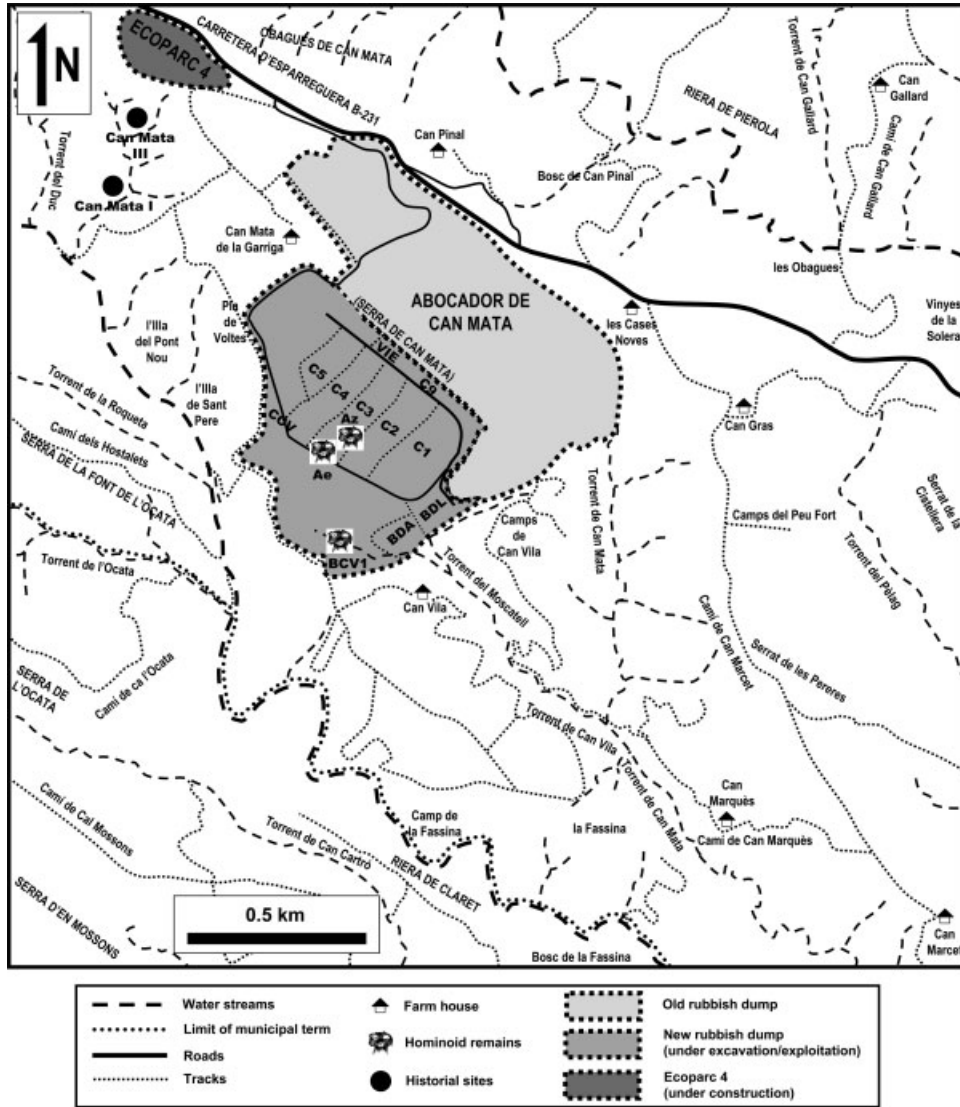 N
ECOPARC 4
CARRETERA D'ESPARREGUERA B-231
OBAGUES DE CAN MATA
Torrent de Can Gallard
Can
Gallard
Camí de Can Gallard
RIERA DE PIEROLA
Can Pinal
Bosc de Can Pinal
Can Mata
III
Torrent del Duc
Can Mata I
Can Mata
de la Garriga
les Obagues
Vinyes
de la
Solera
ABOCADOR DE
CAN MATA
les Cases
Noves
(SERRA DE CAN MATA)
Pla
de
Voltes
l'Illa
del Pont
Nou
l'Illa
de Sant
Pere
VIE
C9
C5
C4
C3
C2
C1
CCV
Az
Ae
Can Gras
Torrent de la Roqueta
Camí dels Hostalets
SERRA DE LA FONT DE L'OCATA
Torrent de l'Ocata
BDA
BDL
BCV1
Camps
de
Can Vila
Torrent de Can Mata
Camps del Peu Fort
Serrat de la
Clatellera
Torrent del Pèlag
Can Vila
Torrent del Moscatell
Camí de Can Marcet
Serrat de les Pereres
SERRA DE
L'OCATA
Camí de ca l'Ocata
Torrent de Can Vila
Torrent de Can Mata
Can
Marquès
Camí de Can Marquès
Camí de Cal Mossons
Torrent de Can Cartró
Camp de
la Fassina
la Fassina
RIERA DE CLARET
SERRA D'EN MOSSONS
0.5 km
Bosc de la Fassina
Can
Marcet
Water streams
Limit of municipal term
Roads
Tracks
Farm house
Hominoid remains
Historial sites
Old rubbish dump
New rubbish dump
(under excavation/exploitation)
Ecoparc 4
(under construction)